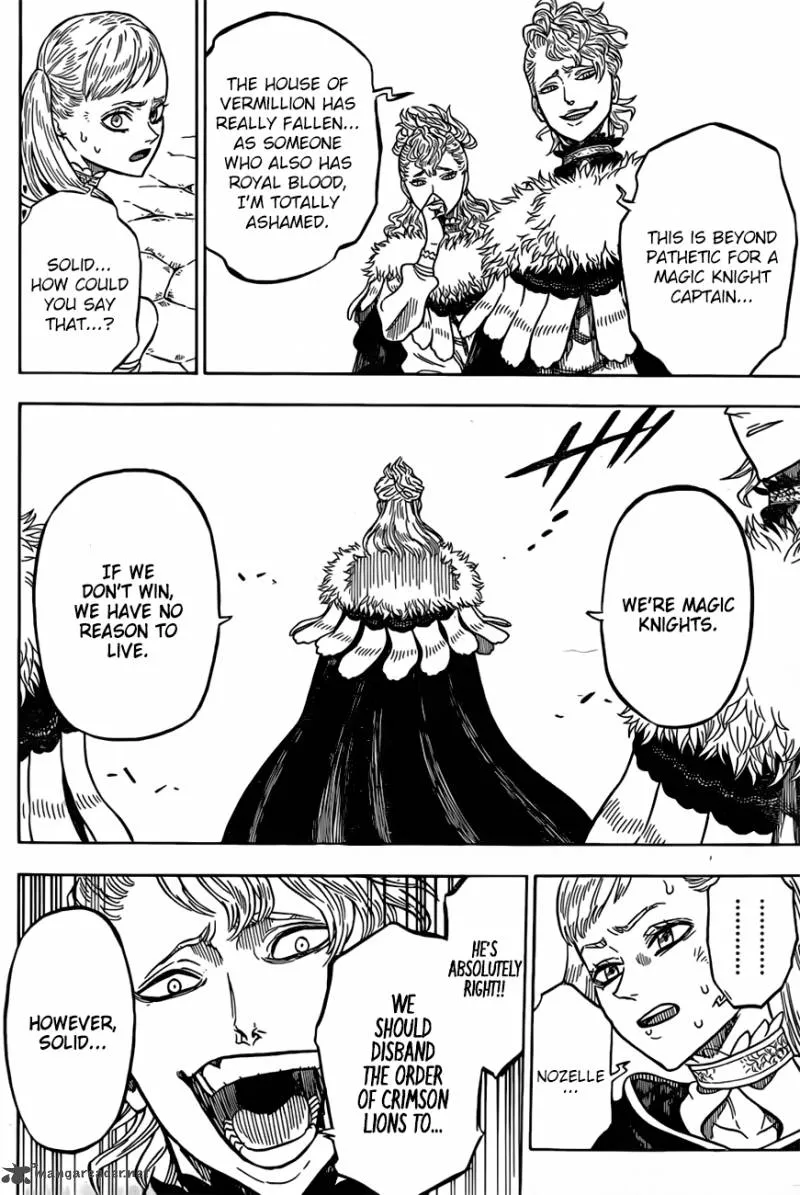 THIS IS BEYOND
PATHETIC FOR A
MAGIC KNIGHT
CAPTAIN...
THE HOUSE OF
VERMILLION HAS
REALLY FALLEN...
AS SOMEONE
WHO ALSO HAS
ROYAL BLOOD,
I'M TOTALLY
ASHAMED.
SOLID...
HOW COULD
YOU SAY
THAT...?
WE'RE MAGIC
KNIGHTS.
IF WE
DON'T WIN,
WE HAVE NO
REASON TO
LIVE.
........
NOZELLE
...
HE'S
ABSOLUTELY
RIGHT!!
WE
SHOULD
DISBAND
THE ORDER
OF CRIMSON
LIONS TO...
HOWEVER,
SOLID...
mangareader.net